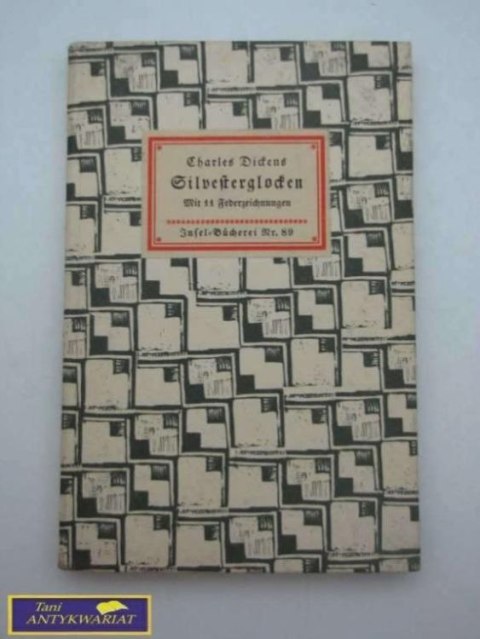 Charles Dickens
Silvesterglocken
Mit 11 Federzeichnungen
Insel-Bücherei Nr. 89
Tani
ANTYKWARIAT